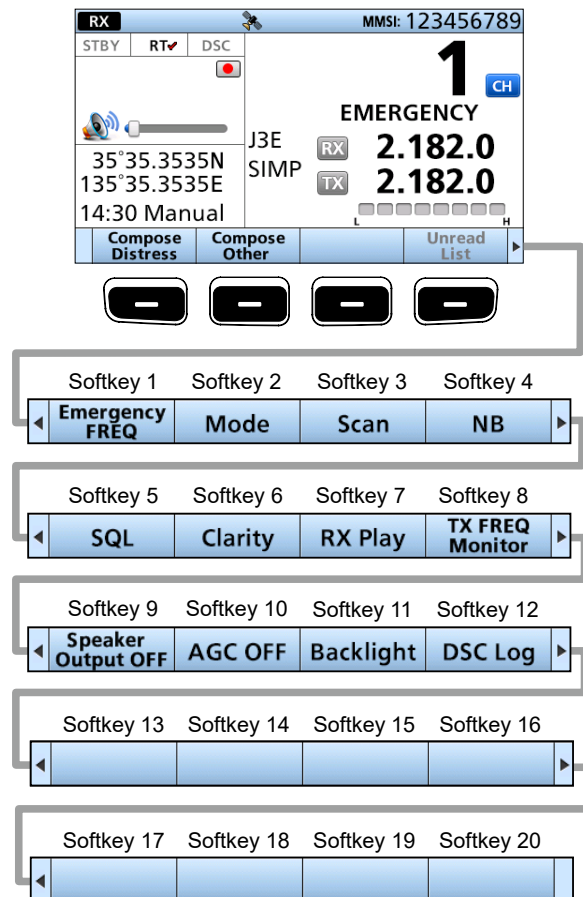 RX MMSI: 123456789
STBY RT DSC
1
CH
EMERGENCY
J3E RX 2.182.0
SIMP TX 2.182.0
35°35.3535N
135°35.3535E
14:30 Manual
L H
Compose Distress Compose Other Unread List
Softkey 1 Softkey 2 Softkey 3 Softkey 4
Emergency FREQ Mode Scan NB
Softkey 5 Softkey 6 Softkey 7 Softkey 8
SQL Clarity RX Play TX FREQ Monitor
Softkey 9 Softkey 10 Softkey 11 Softkey 12
Speaker Output OFF AGC OFF Backlight DSC Log
Softkey 13 Softkey 14 Softkey 15 Softkey 16
Softkey 17 Softkey 18 Softkey 19 Softkey 20